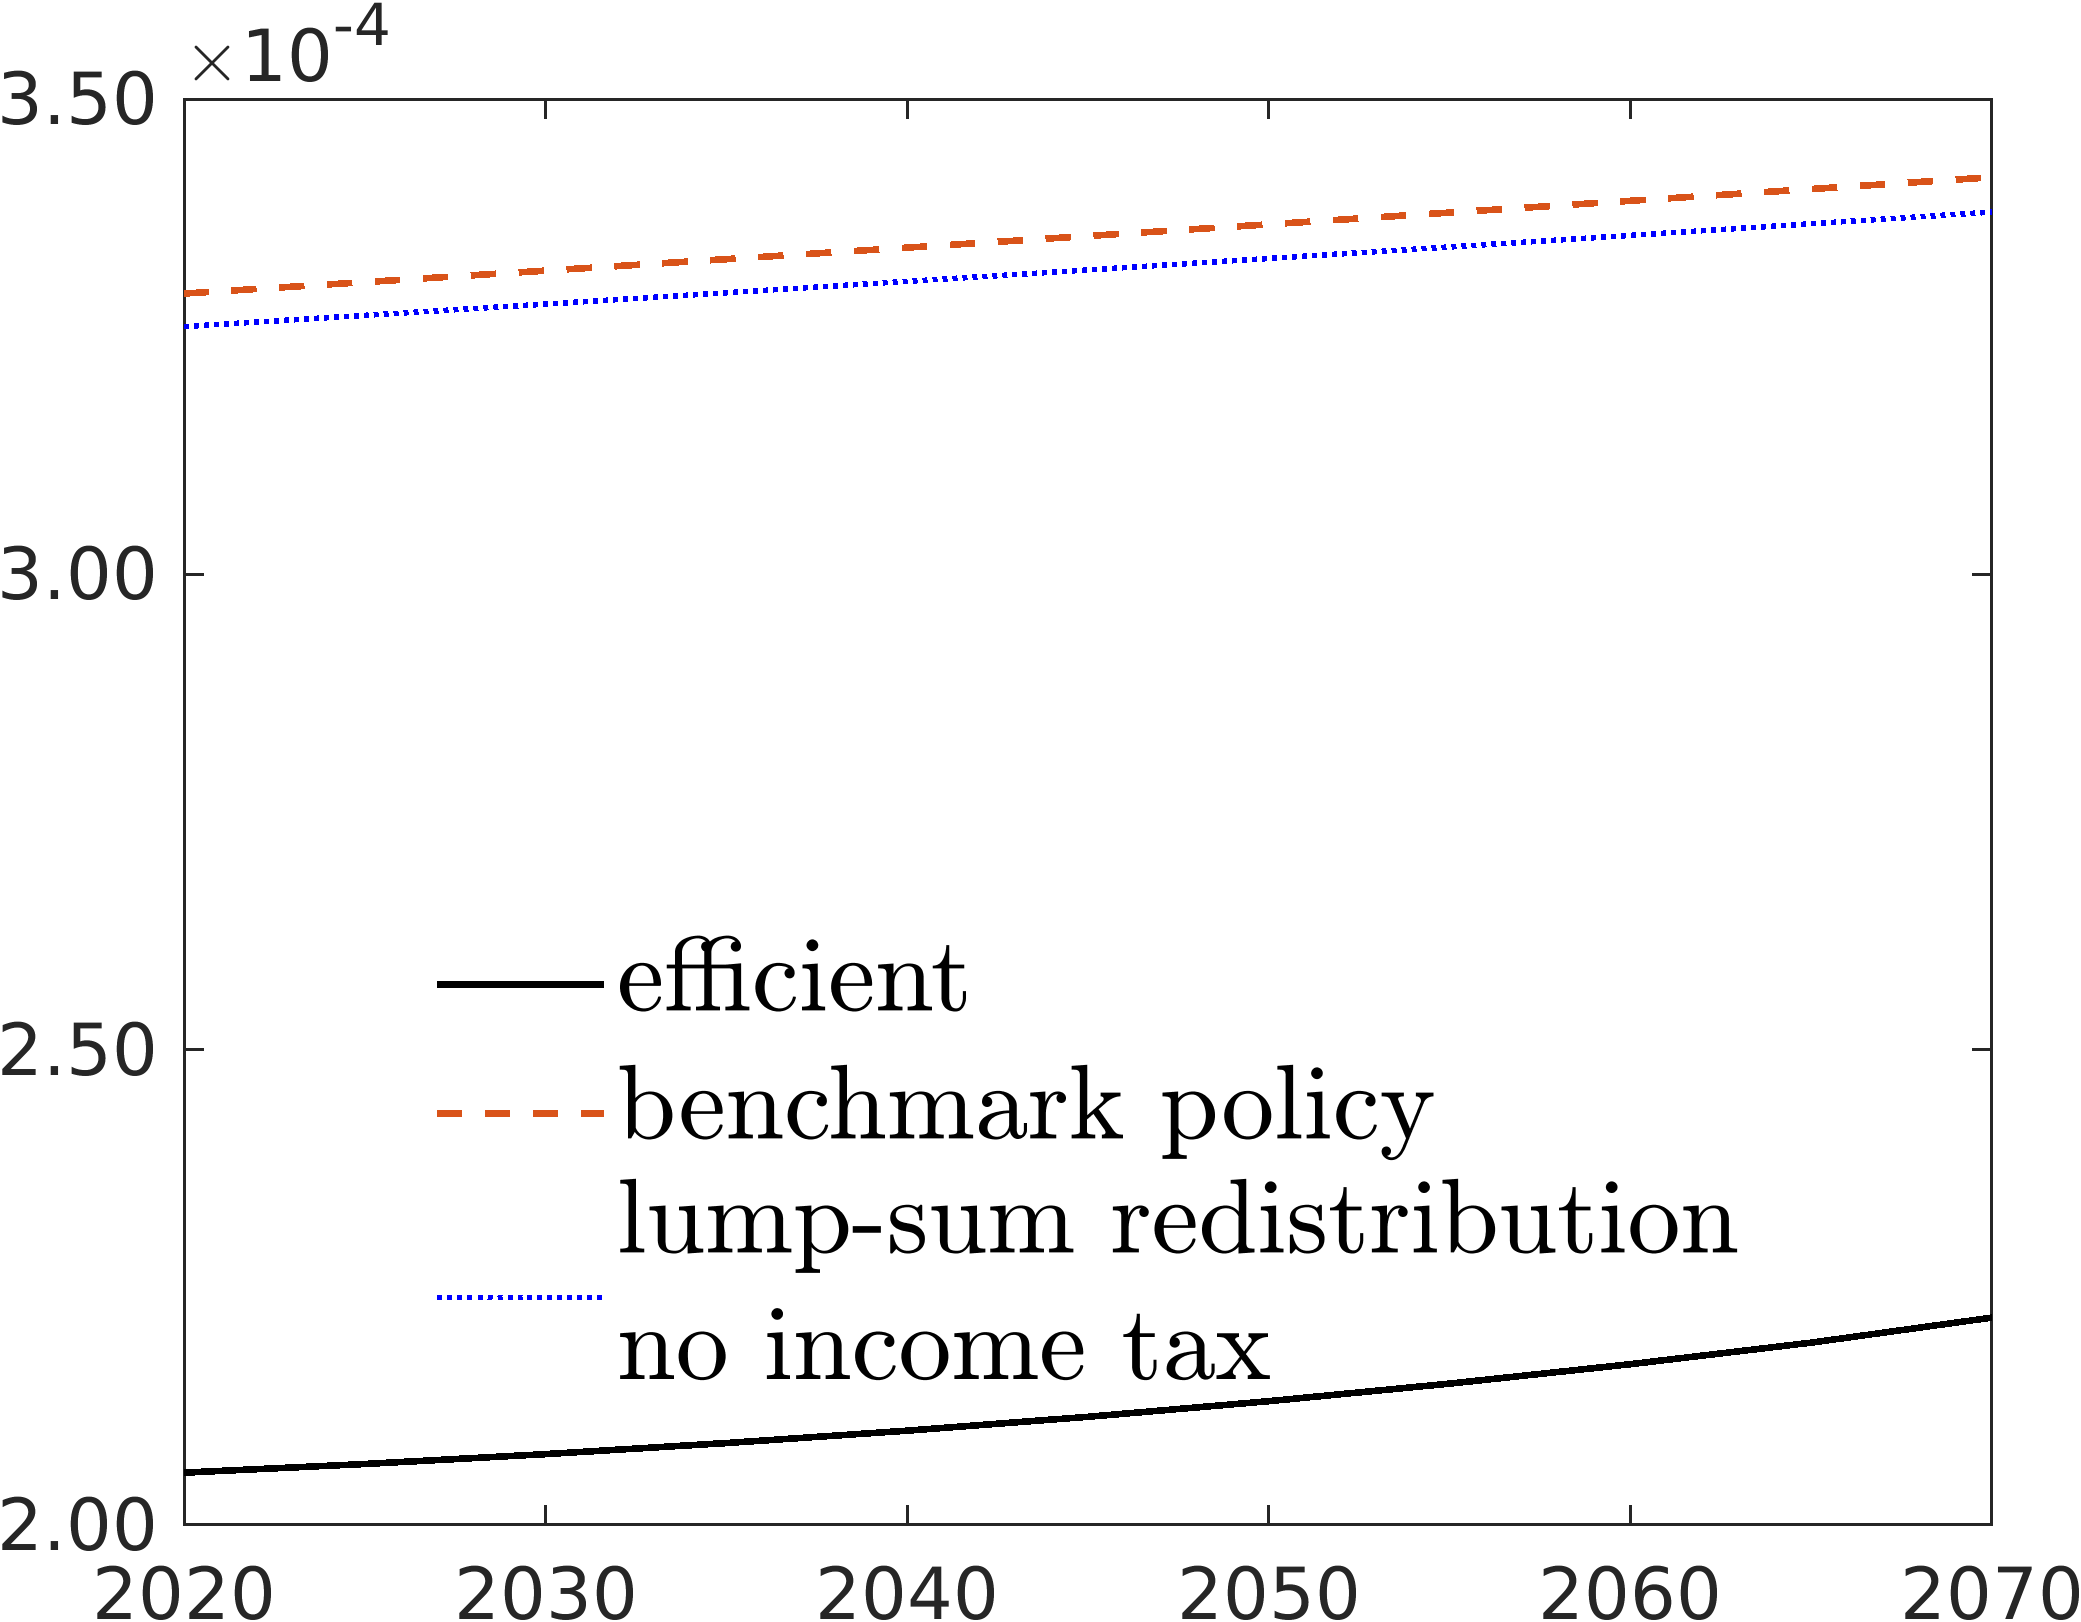 ×10-4
3.50
3.00
2.50
2.00
efficient
benchmark policy
lump-sum redistribution
no income tax
2020 2030 2040 2050 2060 2070